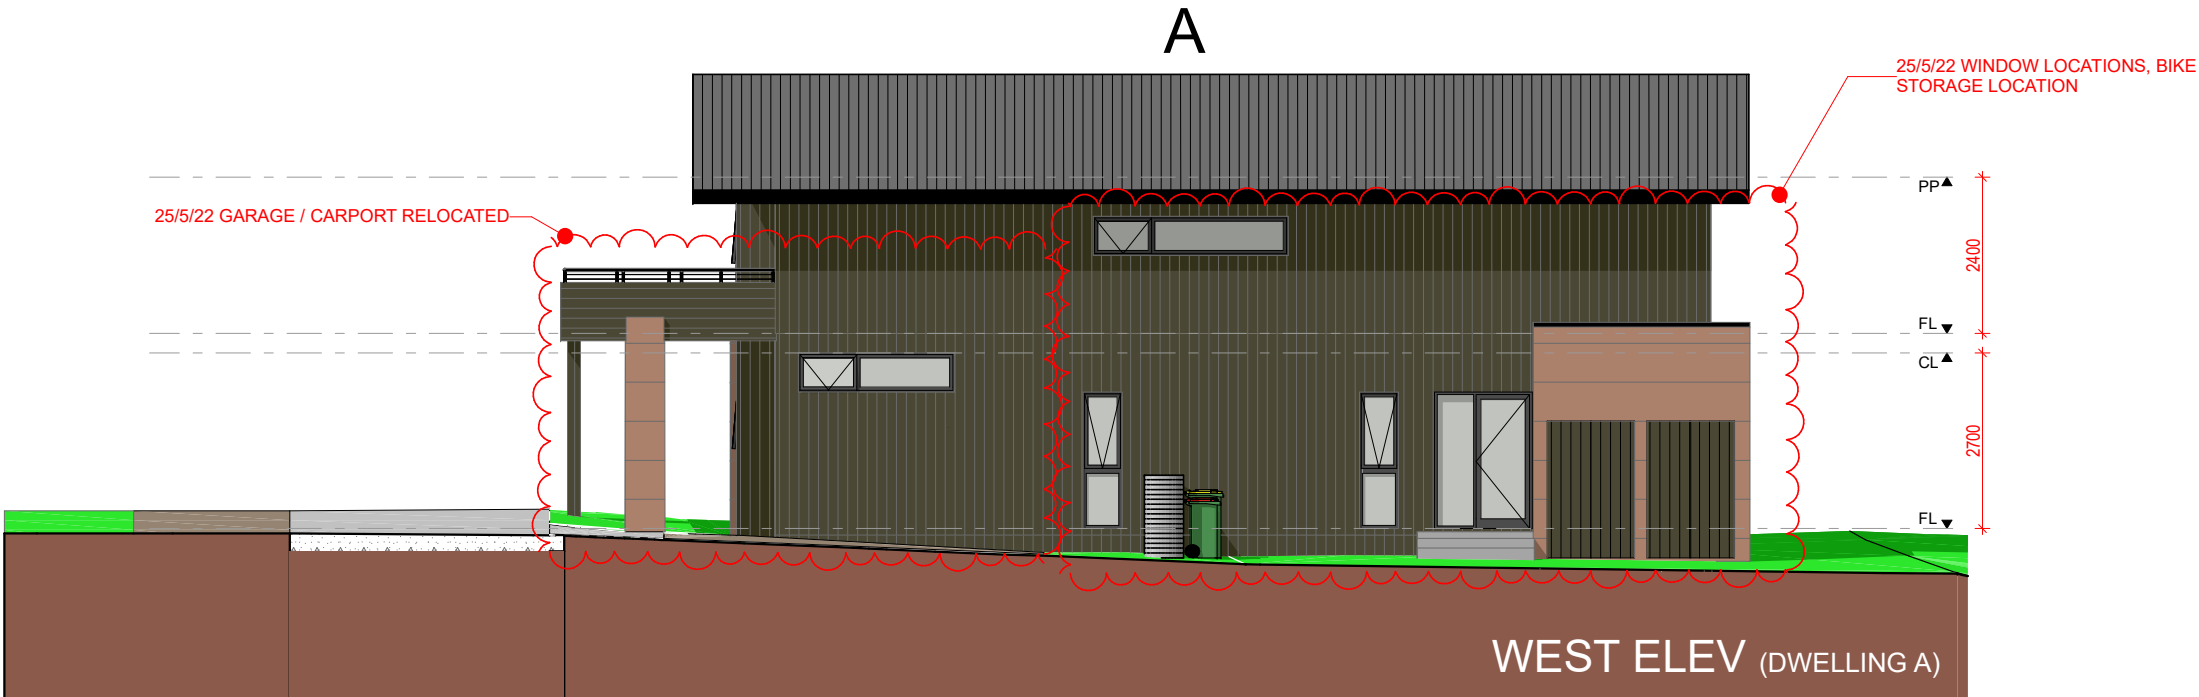 A
25/5/22 WINDOW LOCATIONS, BIKE
STORAGE LOCATION
25/5/22 GARAGE / CARPORT RELOCATED
PP
2400
FL
CL
2700
FL
WEST ELEV (DWELLING A)